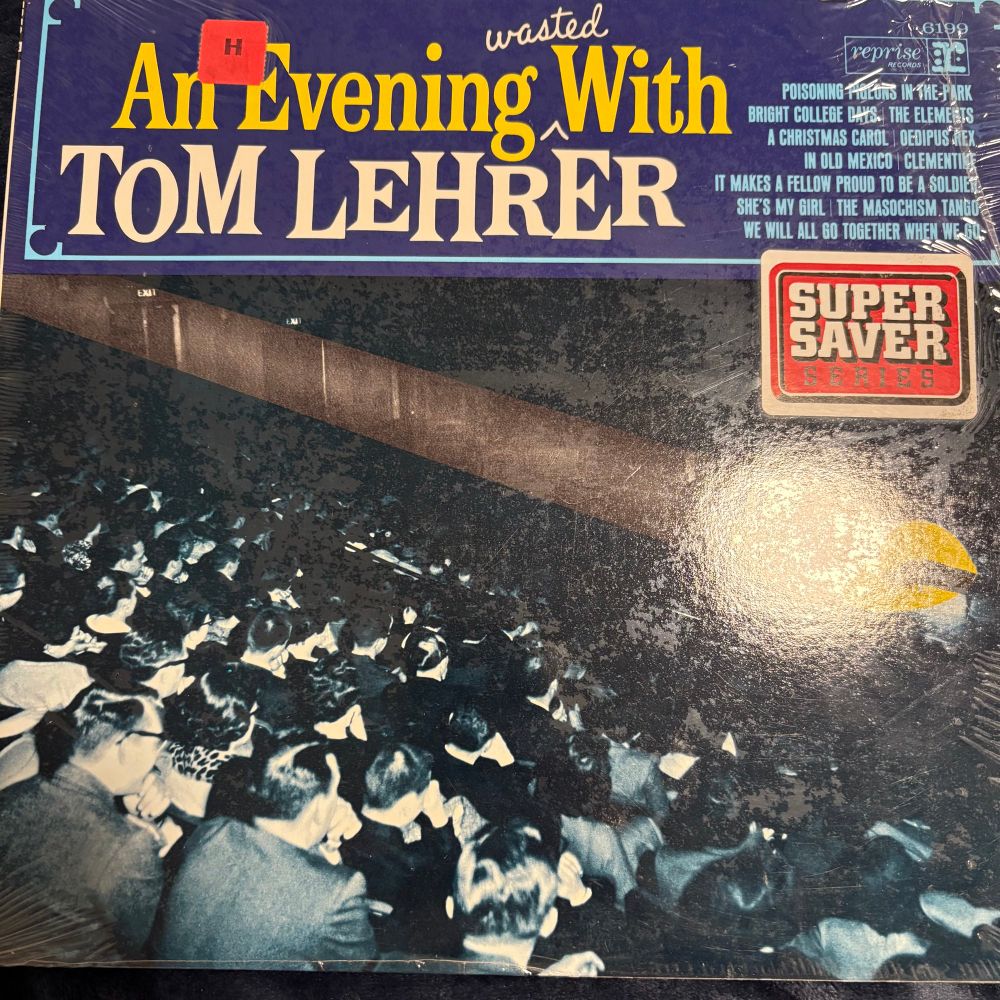 wasted
H
An Evening With
TOM LEHRER
6199
reprise
RECORDS
POISONING PIGEONS IN THE PARK
BRIGHT COLLEGE DAYS | THE ELEMENTS
A CHRISTMAS CAROL | OEDIPUS REX
IN OLD MEXICO | CLEMENTINE
IT MAKES A FELLOW PROUD TO BE A SOLDIER
SHE'S MY GIRL | THE MASOCHISM TANGO
WE WILL ALL GO TOGETHER WHEN WE GO
SUPER
SAVER
SERIES
EXIT
EXIT